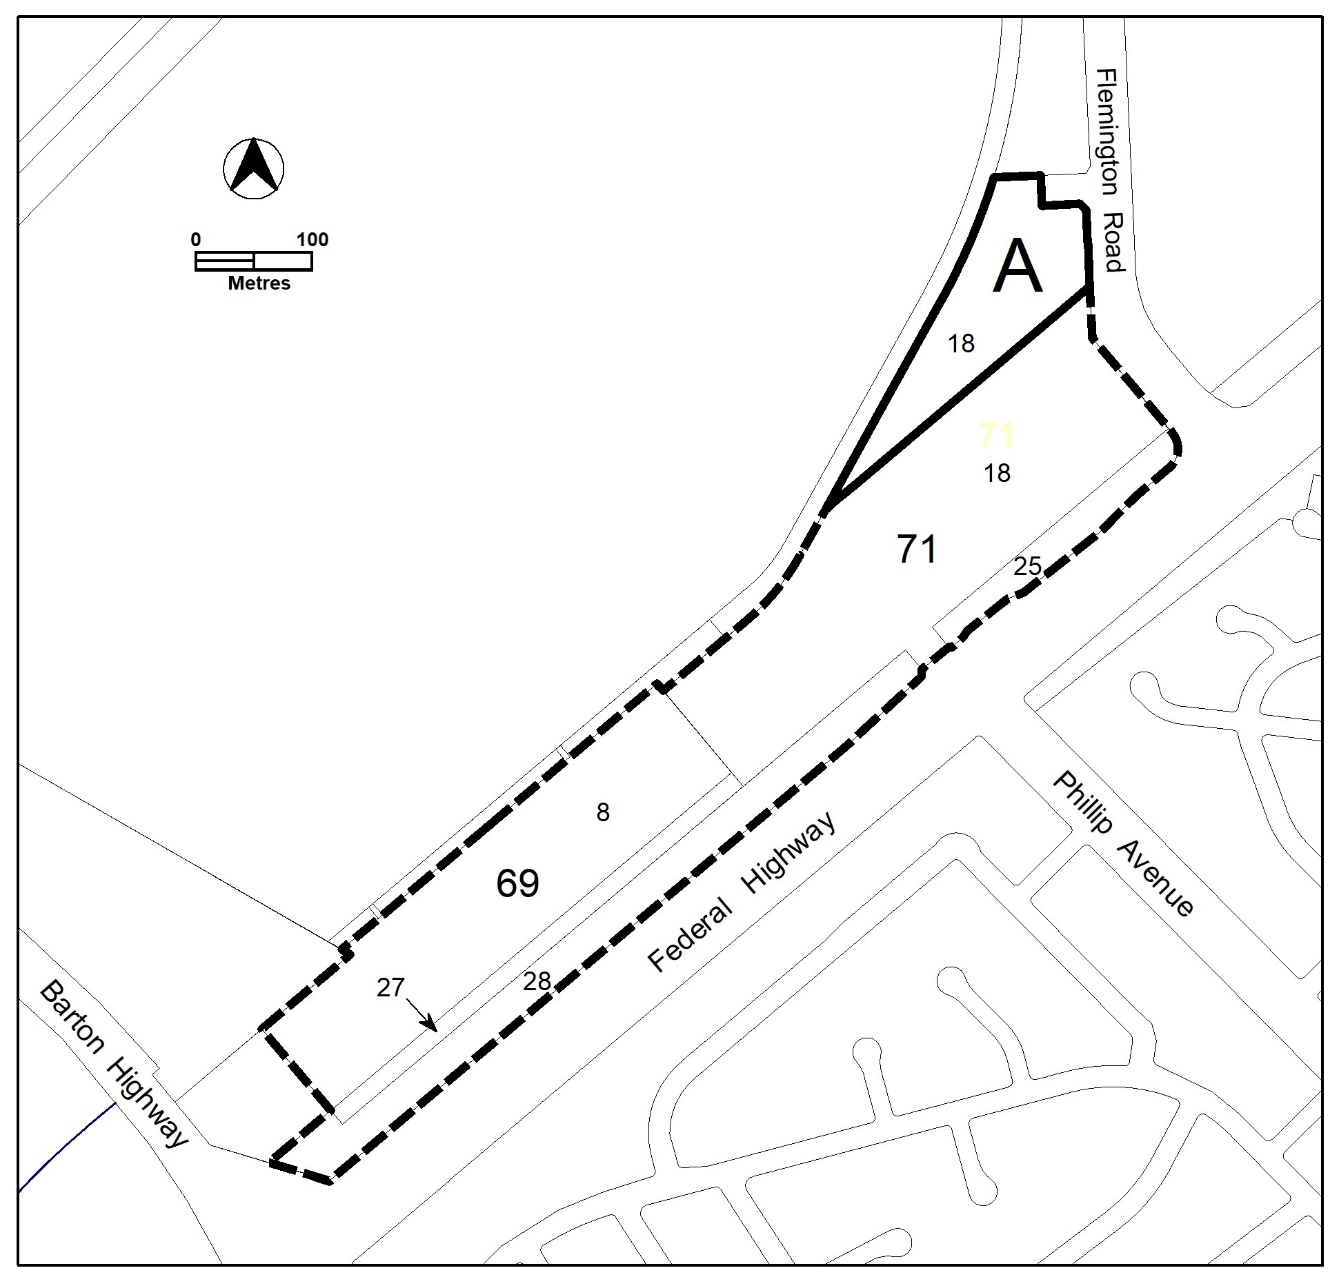 Flemington Road
0 100
Metres
A
18
71
18
71
25
8
Phillip Avenue
Federal Highway
69
27
28
Barton Highway